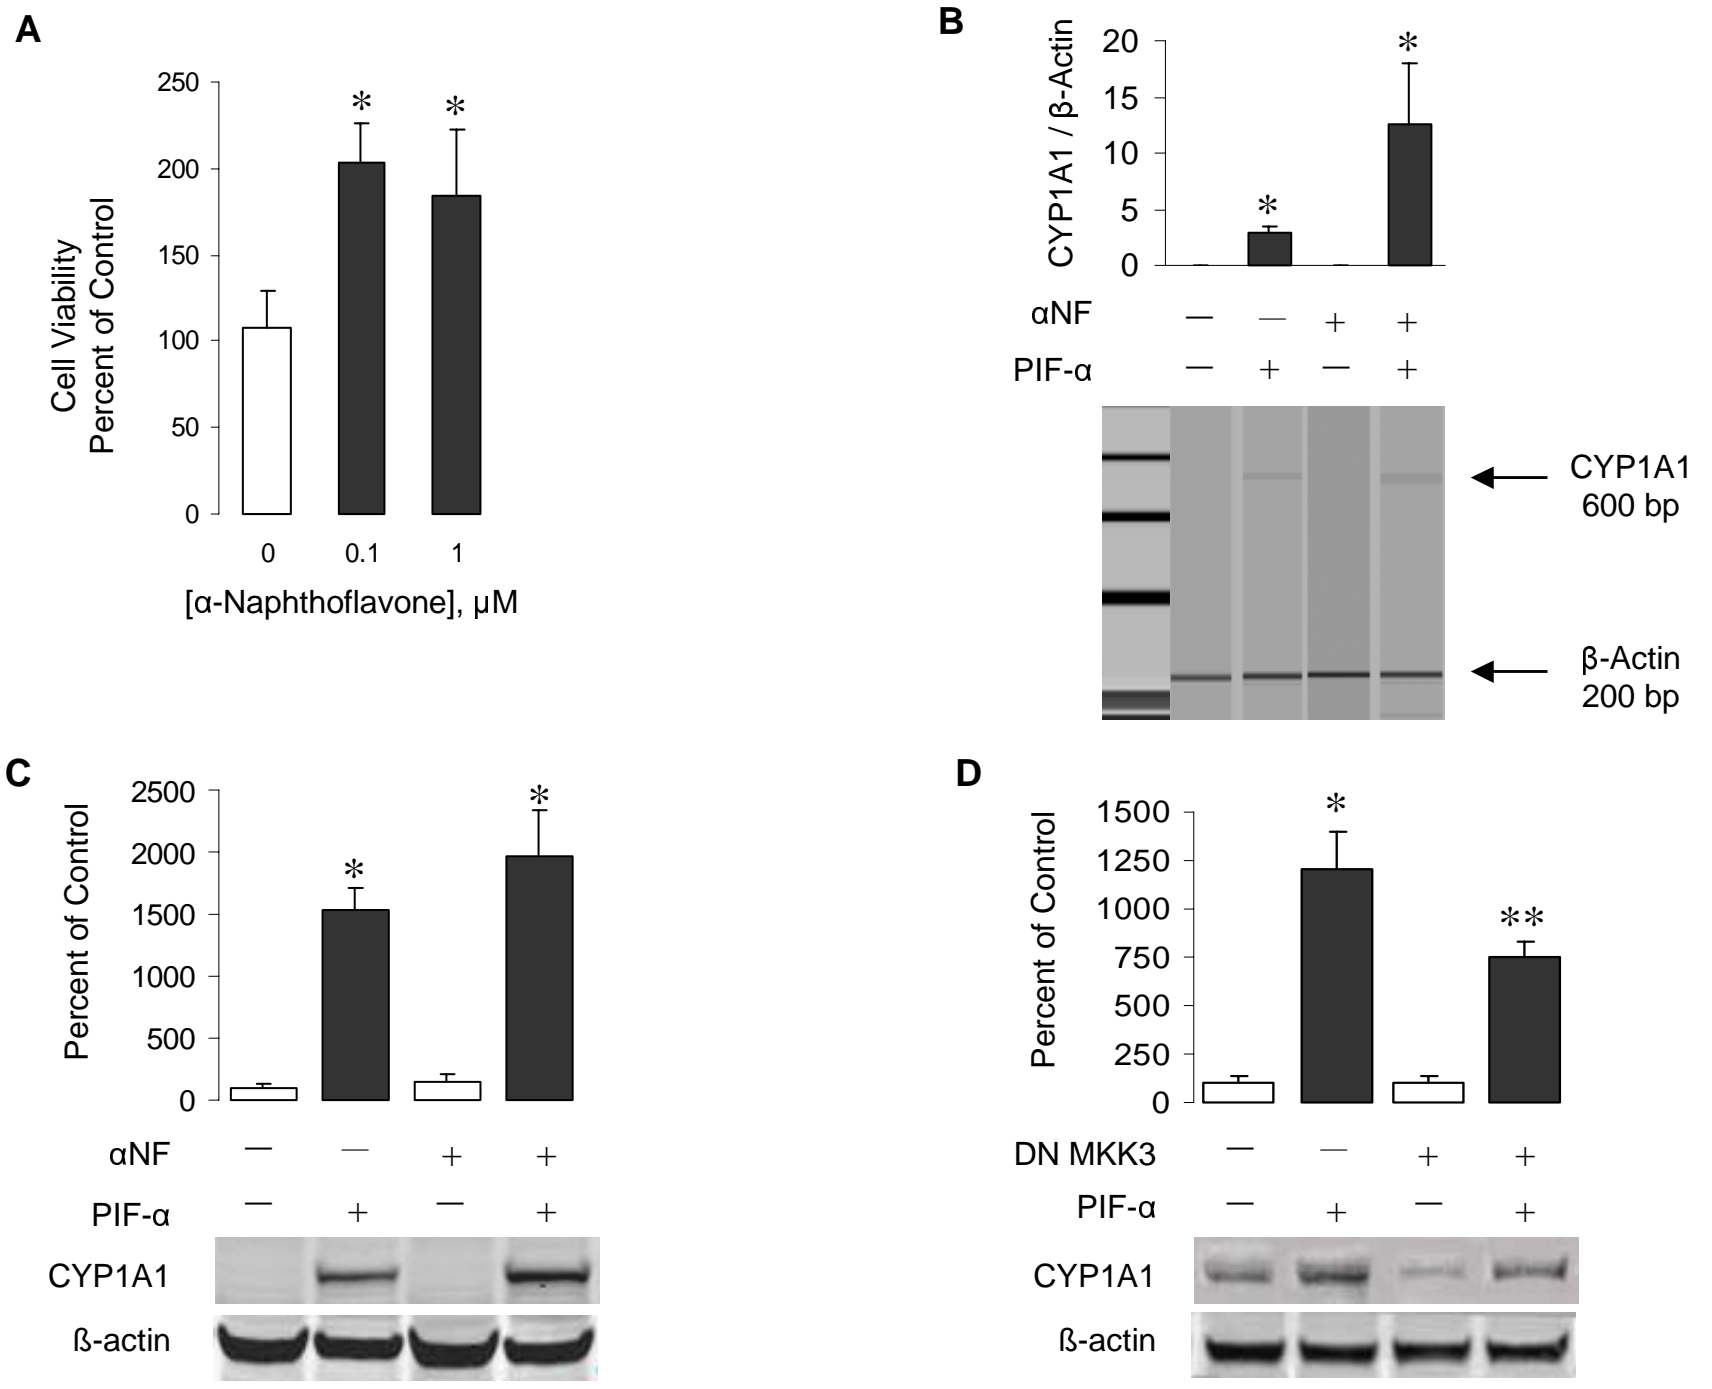 A
250
200
150
100
50
0
Cell Viability
Percent of Control
*
*
0 0.1 1
[α-Naphthoflavone], µM
B
20
15
10
5
0
CYP1A1 / β-Actin
*
*
αNF — — + +
PIF-α — + — +
CYP1A1
600 bp
β-Actin
200 bp
C
2500
2000
1500
1000
500
0
Percent of Control
*
*
αNF — — + +
PIF-α — + — +
CYP1A1
ß-actin
D
1500
1250
1000
750
500
250
0
Percent of Control
*
**
DN MKK3 — — + +
PIF-α — + — +
CYP1A1
ß-actin